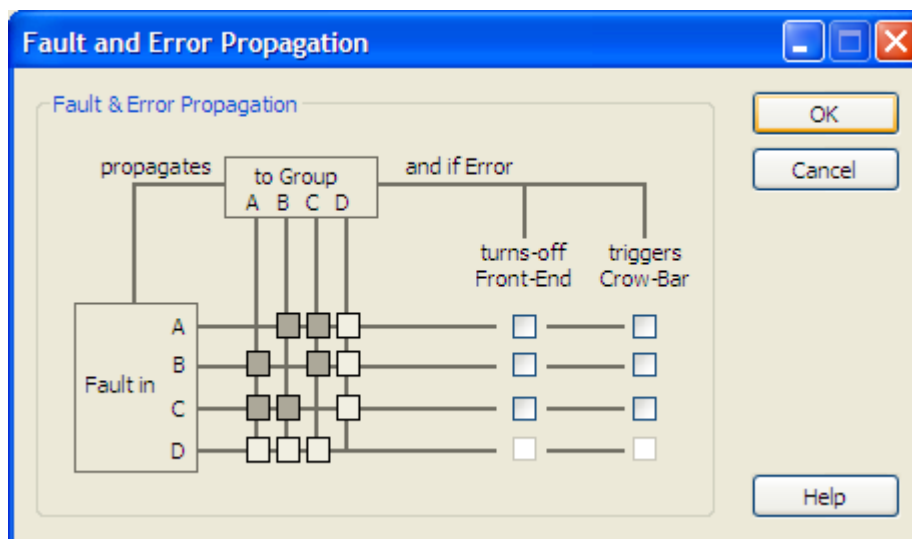 Fault and Error Propagation
Fault & Error Propagation
OK
Cancel
propagates
to Group
A B C D
and if Error
turns-off
Front-End
triggers
Crow-Bar
Fault in
A
B
C
D
Help